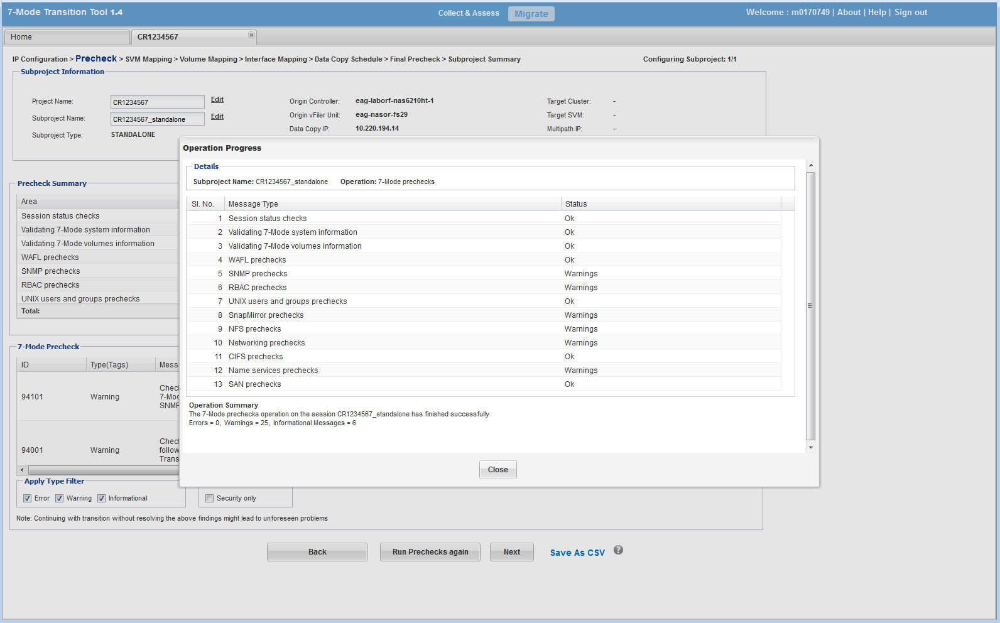 7-Mode Transition Tool 1.4
Collect & Assess Migrate
Welcome : m0170749 | About | Help | Sign out
Home
CR1234567
IP Configuration > Precheck > SVM Mapping > Volume Mapping > Interface Mapping > Data Copy Schedule > Final Precheck > Subproject Summary
Configuring Subproject: 1/1
Subproject Information
Project Name: CR1234567 Edit
Origin Controller: eag-laborf-nas6210ht-1
Target Cluster: -
Subproject Name: CR1234567_standalone Edit
Origin vFiler Unit: eag-nasor-fs29
Target SVM: -
Subproject Type: STANDALONE
Data Copy IP: 10.220.194.14
Multipath IP: -
Precheck Summary
Area
Session status checks
Validating 7-Mode system information
Validating 7-Mode volumes information
WAFL prechecks
SNMP prechecks
RBAC prechecks
UNIX users and groups prechecks
Total:
7-Mode Precheck
ID Type(Tags) Mess
94101 Warning
Chec
7-Moc
SNMF
94001 Warning
Chec
follow
Trans
Operation Progress
Details
Subproject Name: CR1234567_standalone Operation: 7-Mode prechecks
Sl. No. Message Type Status
1 Session status checks Ok
2 Validating 7-Mode system information Ok
3 Validating 7-Mode volumes information Ok
4 WAFL prechecks Ok
5 SNMP prechecks Warnings
6 RBAC prechecks Warnings
7 UNIX users and groups prechecks Ok
8 SnapMirror prechecks Warnings
9 NFS prechecks Warnings
10 Networking prechecks Warnings
11 CIFS prechecks Ok
12 Name services prechecks Warnings
13 SAN prechecks Ok
Operation Summary
The 7-Mode prechecks operation on the session CR1234567_standalone has finished successfully
Errors = 0, Warnings = 25, Informational Messages = 6
Close
Apply Type Filter
Error Warning Informational
Security only
Note: Continuing with transition without resolving the above findings might lead to unforeseen problems
Back Run Prechecks again Next Save As CSV ?